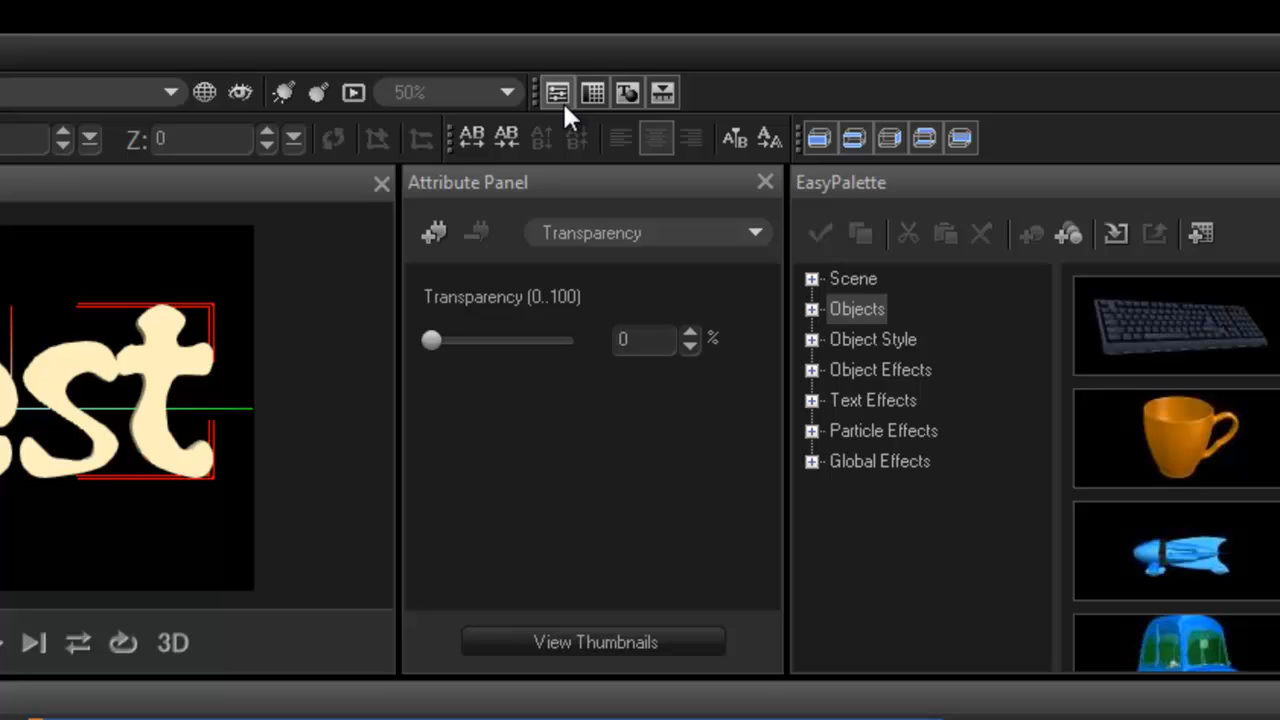 50%
Z: 0
AB AB
Attribute Panel
EasyPalette
Transparency
Transparency (0..100)
0 %
Scene
Objects
Object Style
Object Effects
Text Effects
Particle Effects
Global Effects
est
3D
View Thumbnails